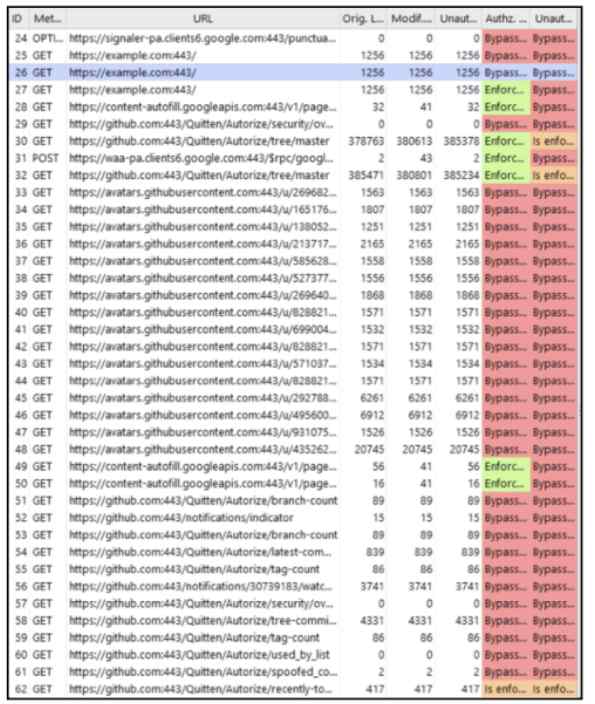 ID Met... URL Orig. L... Modif.... Unaut... Authz. ... Unaut...
24 OPTI... https://signaler-pa.clients6.google.com:443/punctua... 0 0 0 Bypass... Bypass...
25 GET https://example.com:443/ 1256 1256 1256 Bypass... Bypass...
26 GET https://example.com:443/ 1256 1256 1256 Bypass... Bypass...
27 GET https://example.com:443/ 1256 1256 1256 Enforc... Bypass...
28 GET https://content-autofill.googleapis.com:443/v1/page... 32 41 32 Enforc... Bypass...
29 GET https://github.com:443/Quitten/Autorize/security/ov... 0 0 0 Bypass... Bypass...
30 GET https://github.com:443/Quitten/Autorize/tree/master 378763 380613 385378 Enforc... Is enfo...
31 POST https://waa-pa.clients6.google.com:443/$rpc/googl... 2 43 2 Enforc... Bypass...
32 GET https://github.com:443/Quitten/Autorize/tree/master 385471 380801 385234 Enforc... Is enfo...
33 GET https://avatars.githubusercontent.com:443/u/269682... 1563 1563 1563 Bypass... Bypass...
34 GET https://avatars.githubusercontent.com:443/u/165176... 1807 1807 1807 Bypass... Bypass...
35 GET https://avatars.githubusercontent.com:443/u/138052... 1251 1251 1251 Bypass... Bypass...
36 GET https://avatars.githubusercontent.com:443/u/213717... 2165 2165 2165 Bypass... Bypass...
37 GET https://avatars.githubusercontent.com:443/u/585628... 1558 1558 1558 Bypass... Bypass...
38 GET https://avatars.githubusercontent.com:443/u/527377... 1556 1556 1556 Bypass... Bypass...
39 GET https://avatars.githubusercontent.com:443/u/269640... 1868 1868 1868 Bypass... Bypass...
40 GET https://avatars.githubusercontent.com:443/u/828821... 1571 1571 1571 Bypass... Bypass...
41 GET https://avatars.githubusercontent.com:443/u/699004... 1532 1532 1532 Bypass... Bypass...
42 GET https://avatars.githubusercontent.com:443/u/828821... 1571 1571 1571 Bypass... Bypass...
43 GET https://avatars.githubusercontent.com:443/u/571037... 1534 1534 1534 Bypass... Bypass...
44 GET https://avatars.githubusercontent.com:443/u/828821... 1571 1571 1571 Bypass... Bypass...
45 GET https://avatars.githubusercontent.com:443/u/292788... 6261 6261 6261 Bypass... Bypass...
46 GET https://avatars.githubusercontent.com:443/u/495600... 6912 6912 6912 Bypass... Bypass...
47 GET https://avatars.githubusercontent.com:443/u/931075... 1526 1526 1526 Bypass... Bypass...
48 GET https://avatars.githubusercontent.com:443/u/435262... 20745 20745 20745 Bypass... Bypass...
49 GET https://content-autofill.googleapis.com:443/v1/page... 56 41 56 Enforc... Bypass...
50 GET https://content-autofill.googleapis.com:443/v1/page... 16 41 16 Enforc... Bypass...
51 GET https://github.com:443/Quitten/Autorize/branch-count 89 89 89 Bypass... Bypass...
52 GET https://github.com:443/notifications/indicator 15 15 15 Bypass... Bypass...
53 GET https://github.com:443/Quitten/Autorize/branch-count 89 89 89 Bypass... Bypass...
54 GET https://github.com:443/Quitten/Autorize/latest-com... 839 839 839 Bypass... Bypass...
55 GET https://github.com:443/Quitten/Autorize/tag-count 86 86 86 Bypass... Bypass...
56 GET https://github.com:443/notifications/30739183/watc... 3741 3741 3741 Bypass... Bypass...
57 GET https://github.com:443/Quitten/Autorize/security/ov... 0 0 0 Bypass... Bypass...
58 GET https://github.com:443/Quitten/Autorize/tree-commi... 4331 4331 4331 Bypass... Bypass...
59 GET https://github.com:443/Quitten/Autorize/tag-count 86 86 86 Bypass... Bypass...
60 GET https://github.com:443/Quitten/Autorize/used_by_list 0 0 0 Bypass... Bypass...
61 GET https://github.com:443/Quitten/Autorize/spoofed_co... 2 2 2 Bypass... Bypass...
62 GET https://github.com:443/Quitten/Autorize/recently-to... 417 417 417 Is enfo... Is enfo...